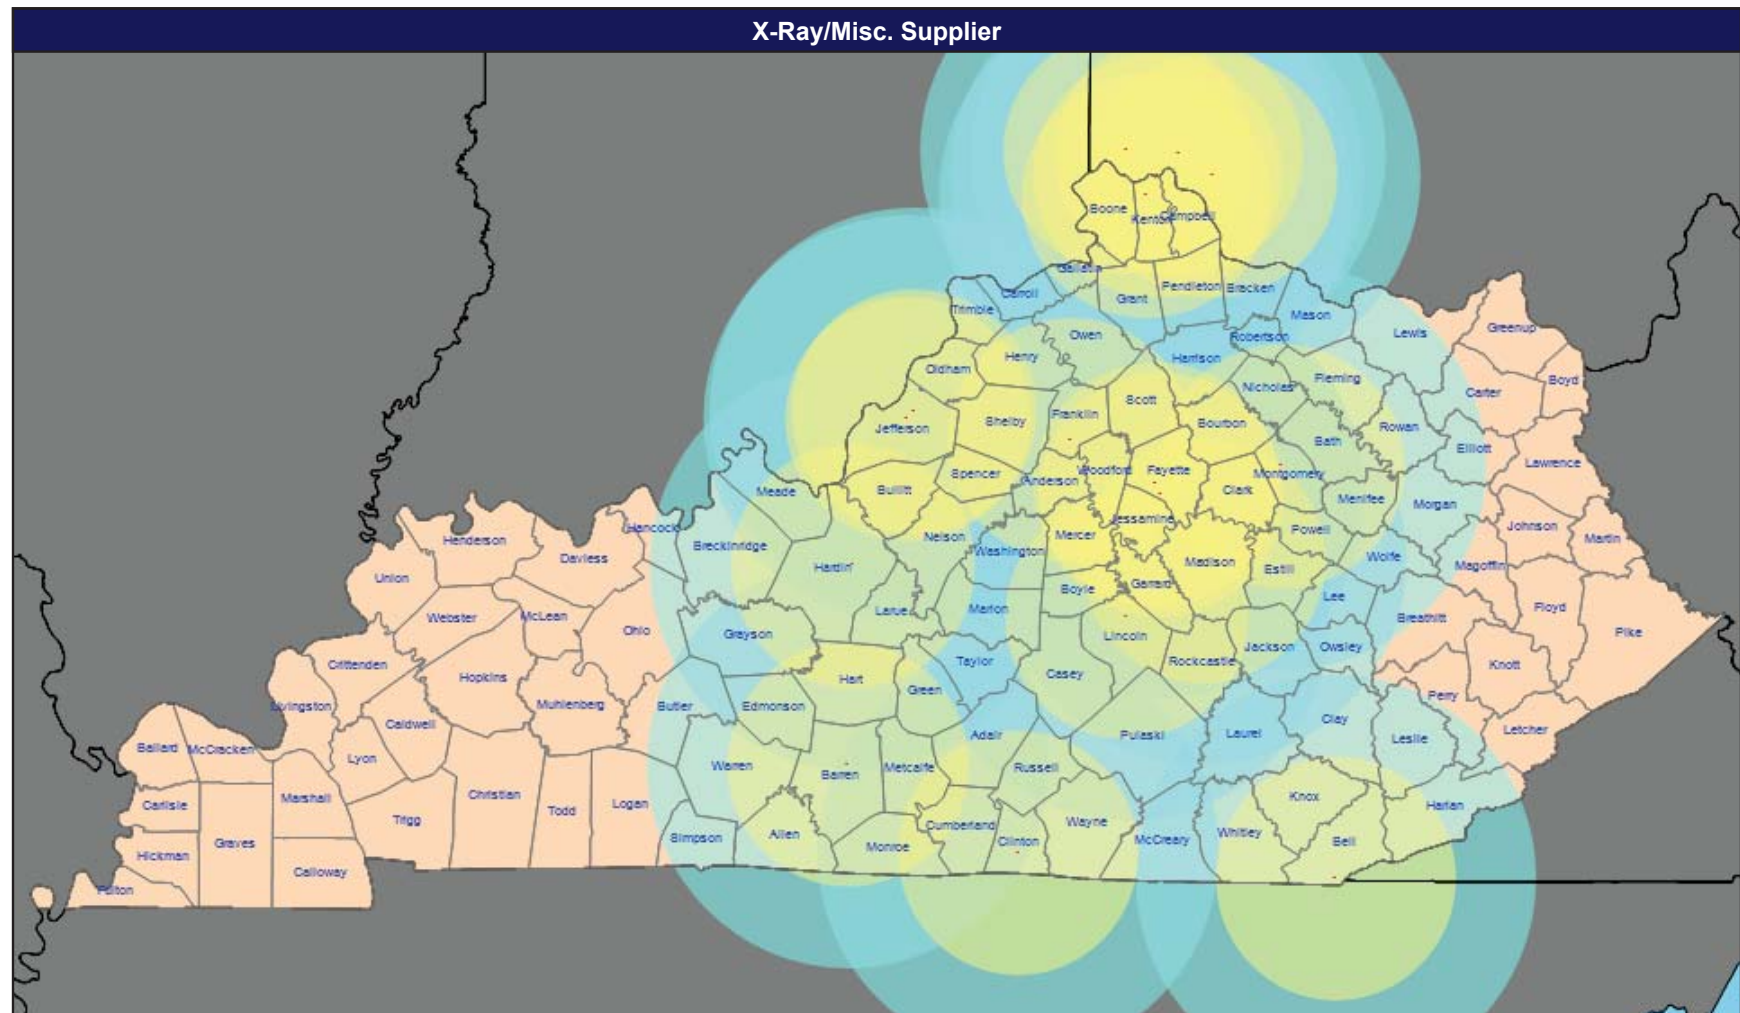 X-Ray/Misc. Supplier
Boone
Kenton
Campbell
Gallatin
Carroll
Trimble
Grant
Pendleton
Bracken
Mason
Owen
Robertson
Lewis
Greenup
Henry
Harrison
Oldham
Nicholas
Fleming
Boyd
Carter
Scott
Franklin
Shelby
Bourbon
Jefferson
Rowan
Bath
Elliott
Lawrence
Spencer
Anderson
Woodford
Fayette
Montgomery
Clark
Bullitt
Meade
Menifee
Morgan
Jessamine
Hancock
Powell
Johnson
Martin
Mercer
Nelson
Washington
Henderson
Breckinridge
Daviess
Wolfe
Madison
Magoffin
Estill
Hardin
Union
Garrard
Boyle
Lee
Larue
Marion
Floyd
Webster
McLean
Breathitt
Ohio
Grayson
Lincoln
Pike
Jackson
Owsley
Rockcastle
Taylor
Crittenden
Knott
Casey
Hopkins
Hart
Green
Perry
Livingston
Muhlenberg
Butler
Edmonson
Clay
Caldwell
Letcher
Adair
Pulaski
Laurel
Leslie
Ballard
McCracken
Lyon
Warren
Barren
Metcalfe
Russell
Christian
Marshall
Knox
Carlisle
Logan
Harlan
Todd
Trigg
Wayne
Cumberland
Whitley
Allen
Simpson
McCreary
Clinton
Bell
Graves
Monroe
Hickman
Calloway
Fulton